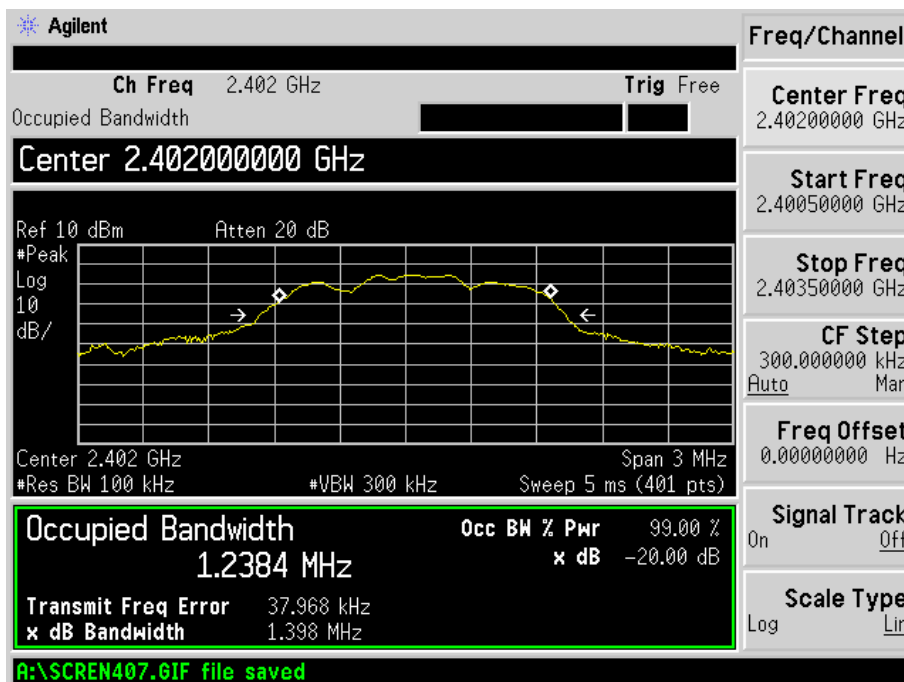 Agilent
Freq/Channel
Ch Freq 2.402 GHz Trig Free
Occupied Bandwidth
Center 2.402000000 GHz
Ref 10 dBm Atten 20 dB
#Peak
Log
10
dB/
Center 2.402 GHz Span 3 MHz
#Res BW 100 kHz #VBW 300 kHz Sweep 5 ms (401 pts)
Occupied Bandwidth Occ BW % Pwr 99.00 %
1.2384 MHz x dB -20.00 dB
Transmit Freq Error 37.968 kHz
x dB Bandwidth 1.398 MHz
A:\SCREN407.GIF file saved
Center Freq
2.40200000 GHz
Start Freq
2.40050000 GHz
Stop Freq
2.40350000 GHz
CF Step
300.000000 kHz
Auto Man
Freq Offset
0.00000000 Hz
Signal Track
On Off
Scale Type
Log Lin